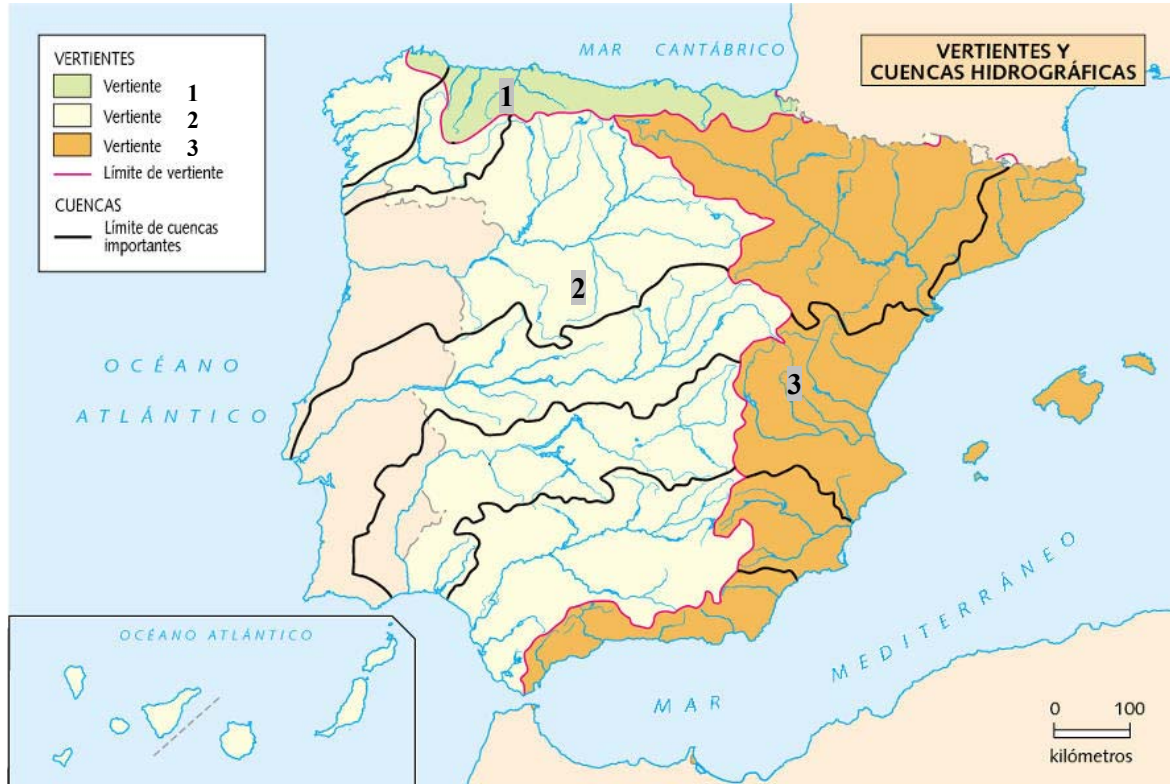 VERTIENTES
Vertiente 1
Vertiente 2
Vertiente 3
Límite de vertiente
CUENCAS
Límite de cuencas
importantes
MAR CANTÁBRICO
VERTIENTES Y
CUENCAS HIDROGRÁFICAS
1
2
3
OCÉANO
ATLÁNTICO
MAR
MEDITERRÁNEO
OCÉANO ATLÁNTICO
0 100
kilómetros